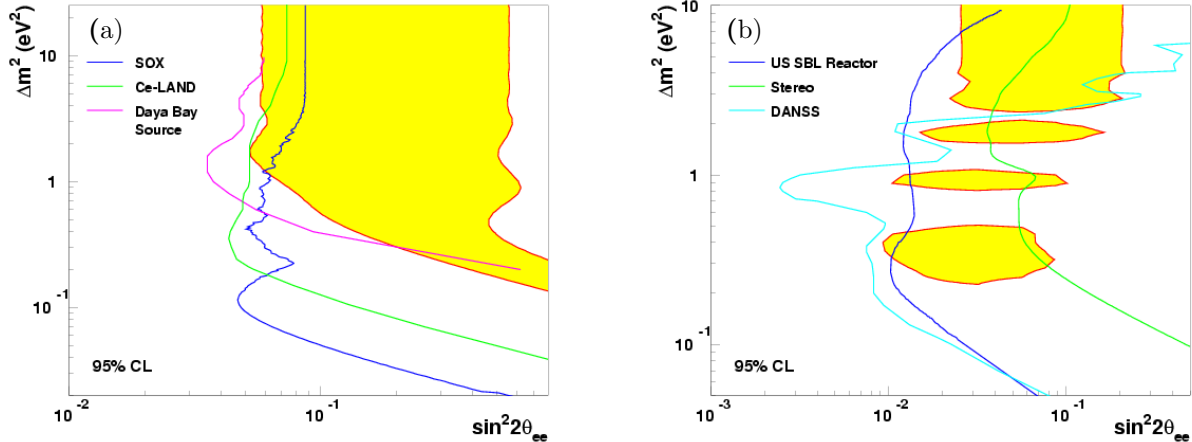 (a)
Δm² (eV²)
10
1
10⁻¹
SOX
Ce-LAND
Daya Bay
Source
95% CL
10⁻²
10⁻¹
sin²2θₑₑ
(b)
Δm² (eV²)
10
1
10⁻¹
US SBL Reactor
Stereo
DANSS
95% CL
10⁻³
10⁻²
10⁻¹
sin²2θₑₑ